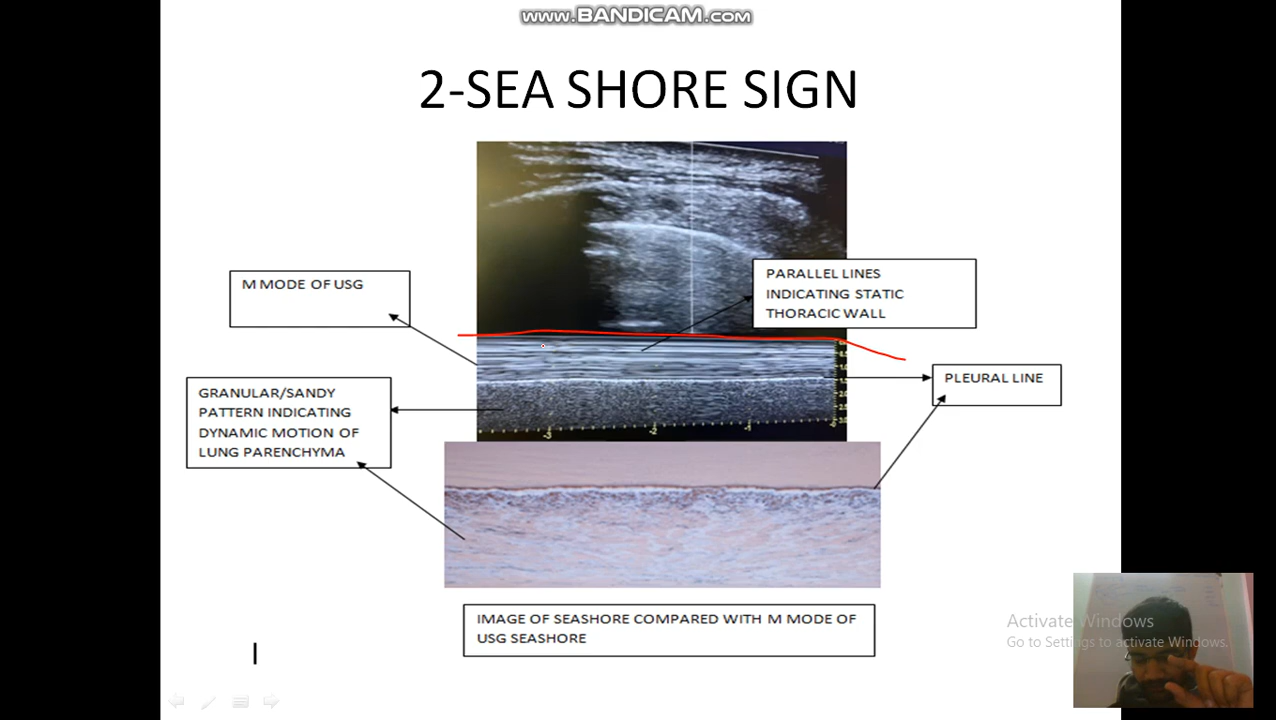 WWW.BANDICAM.COM
2-SEA SHORE SIGN
M MODE OF USG
PARALLEL LINES
INDICATING STATIC
THORACIC WALL
GRANULAR/SANDY
PATTERN INDICATING
DYNAMIC MOTION OF
LUNG PARENCHYMA
PLEURAL LINE
IMAGE OF SEASHORE COMPARED WITH M MODE OF
USG SEASHORE
Activate Windows
Go to Settings to activate Windows.